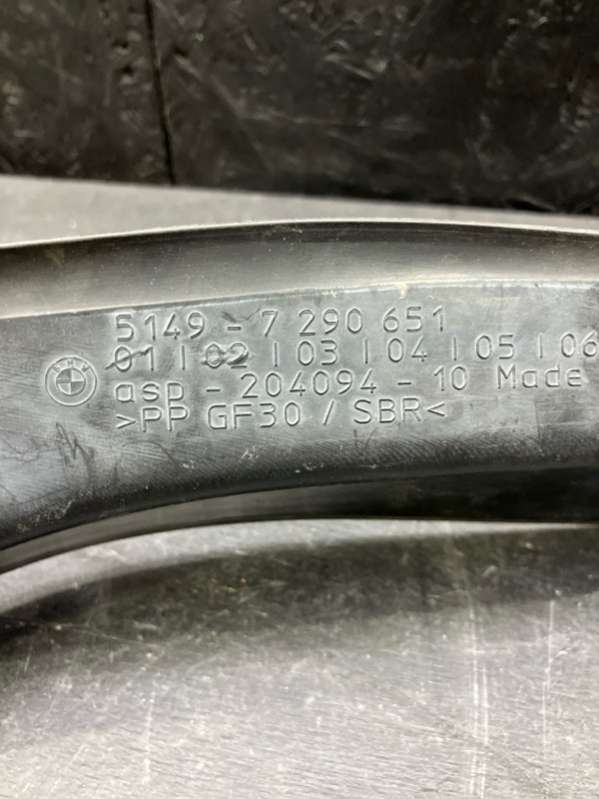 5149 - 7 290 651
01 | 02 | 03 | 04 | 05 | 06
asp - 204094 - 10 Made
>PP GF30 / SBR<